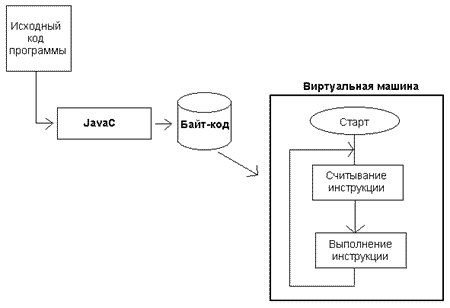 Исходный
код
программы
JavaC
Байт-код
Виртуальная машина
Старт
Считывание
инструкции
Выполнение
инструкции